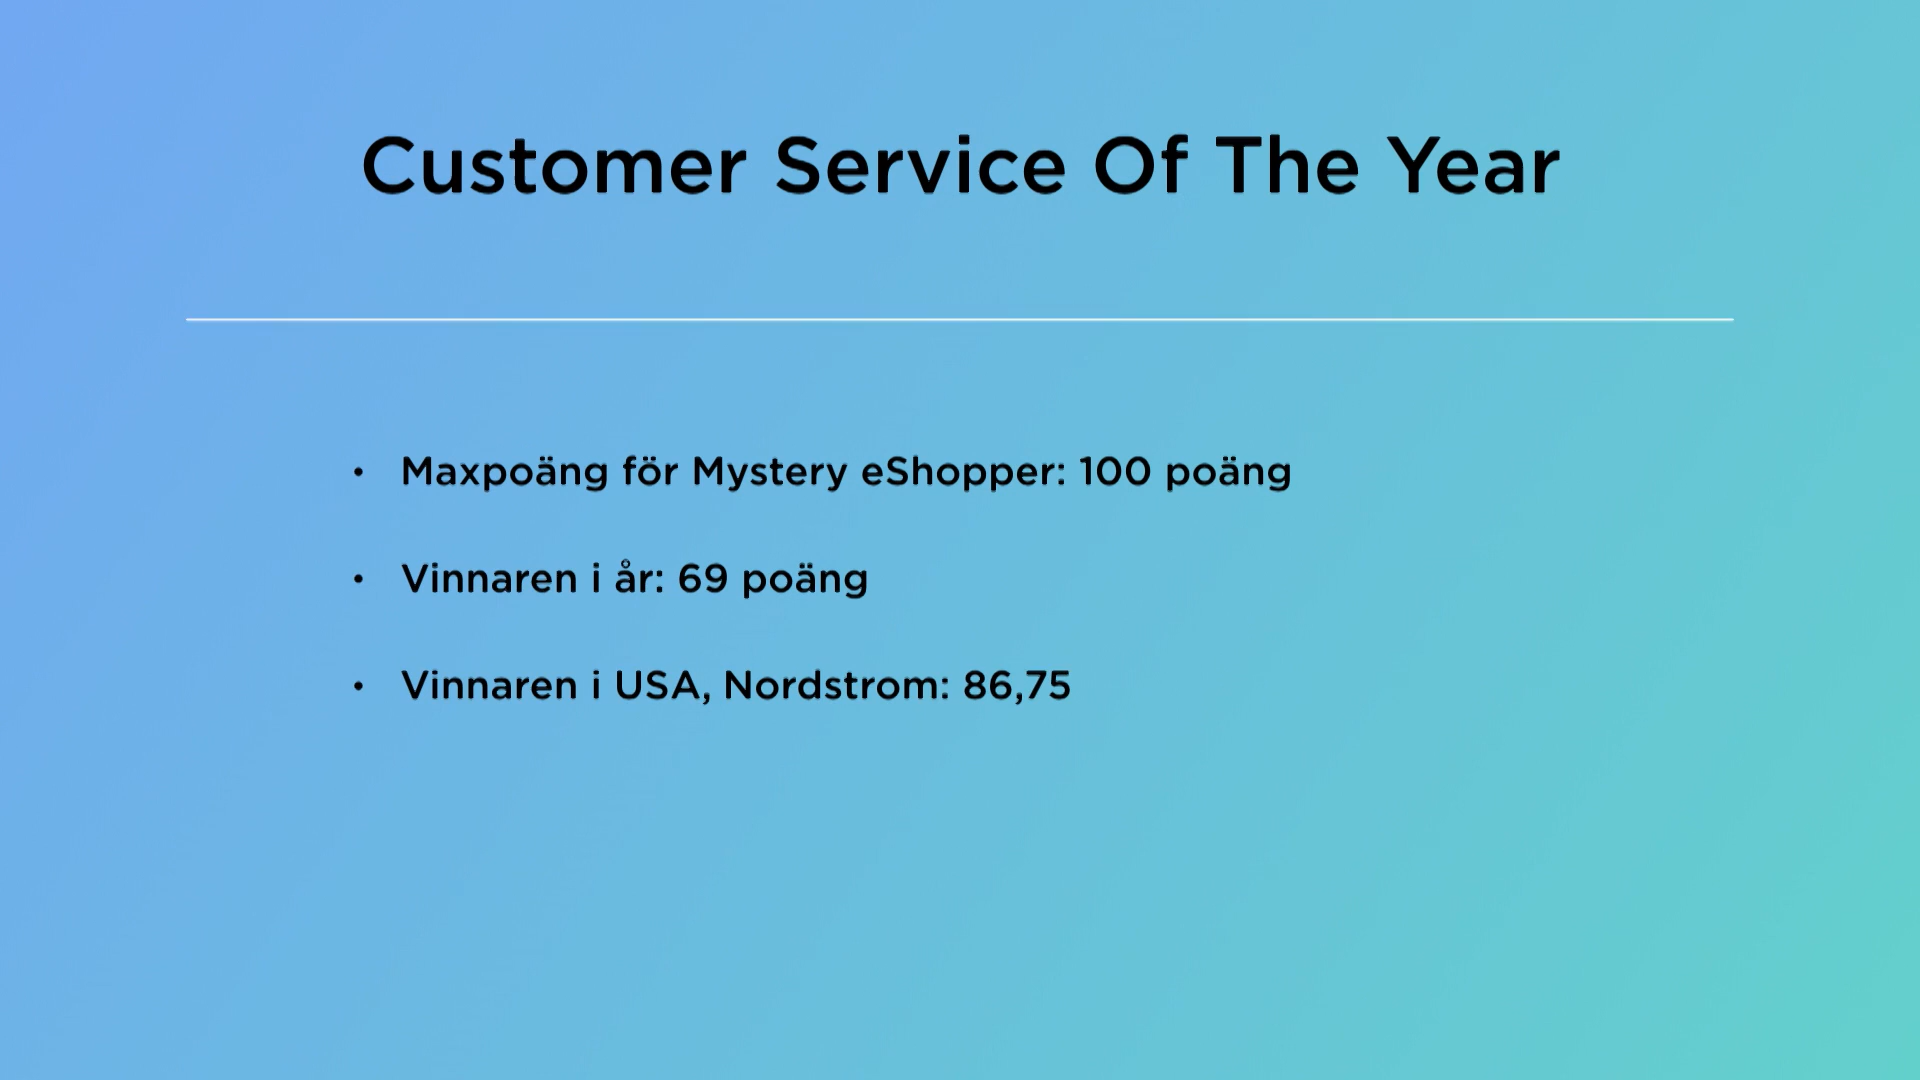 Customer Service Of The Year
• Maxpoäng för Mystery eShopper: 100 poäng
• Vinnaren i år: 69 poäng
• Vinnaren i USA, Nordstrom: 86,75